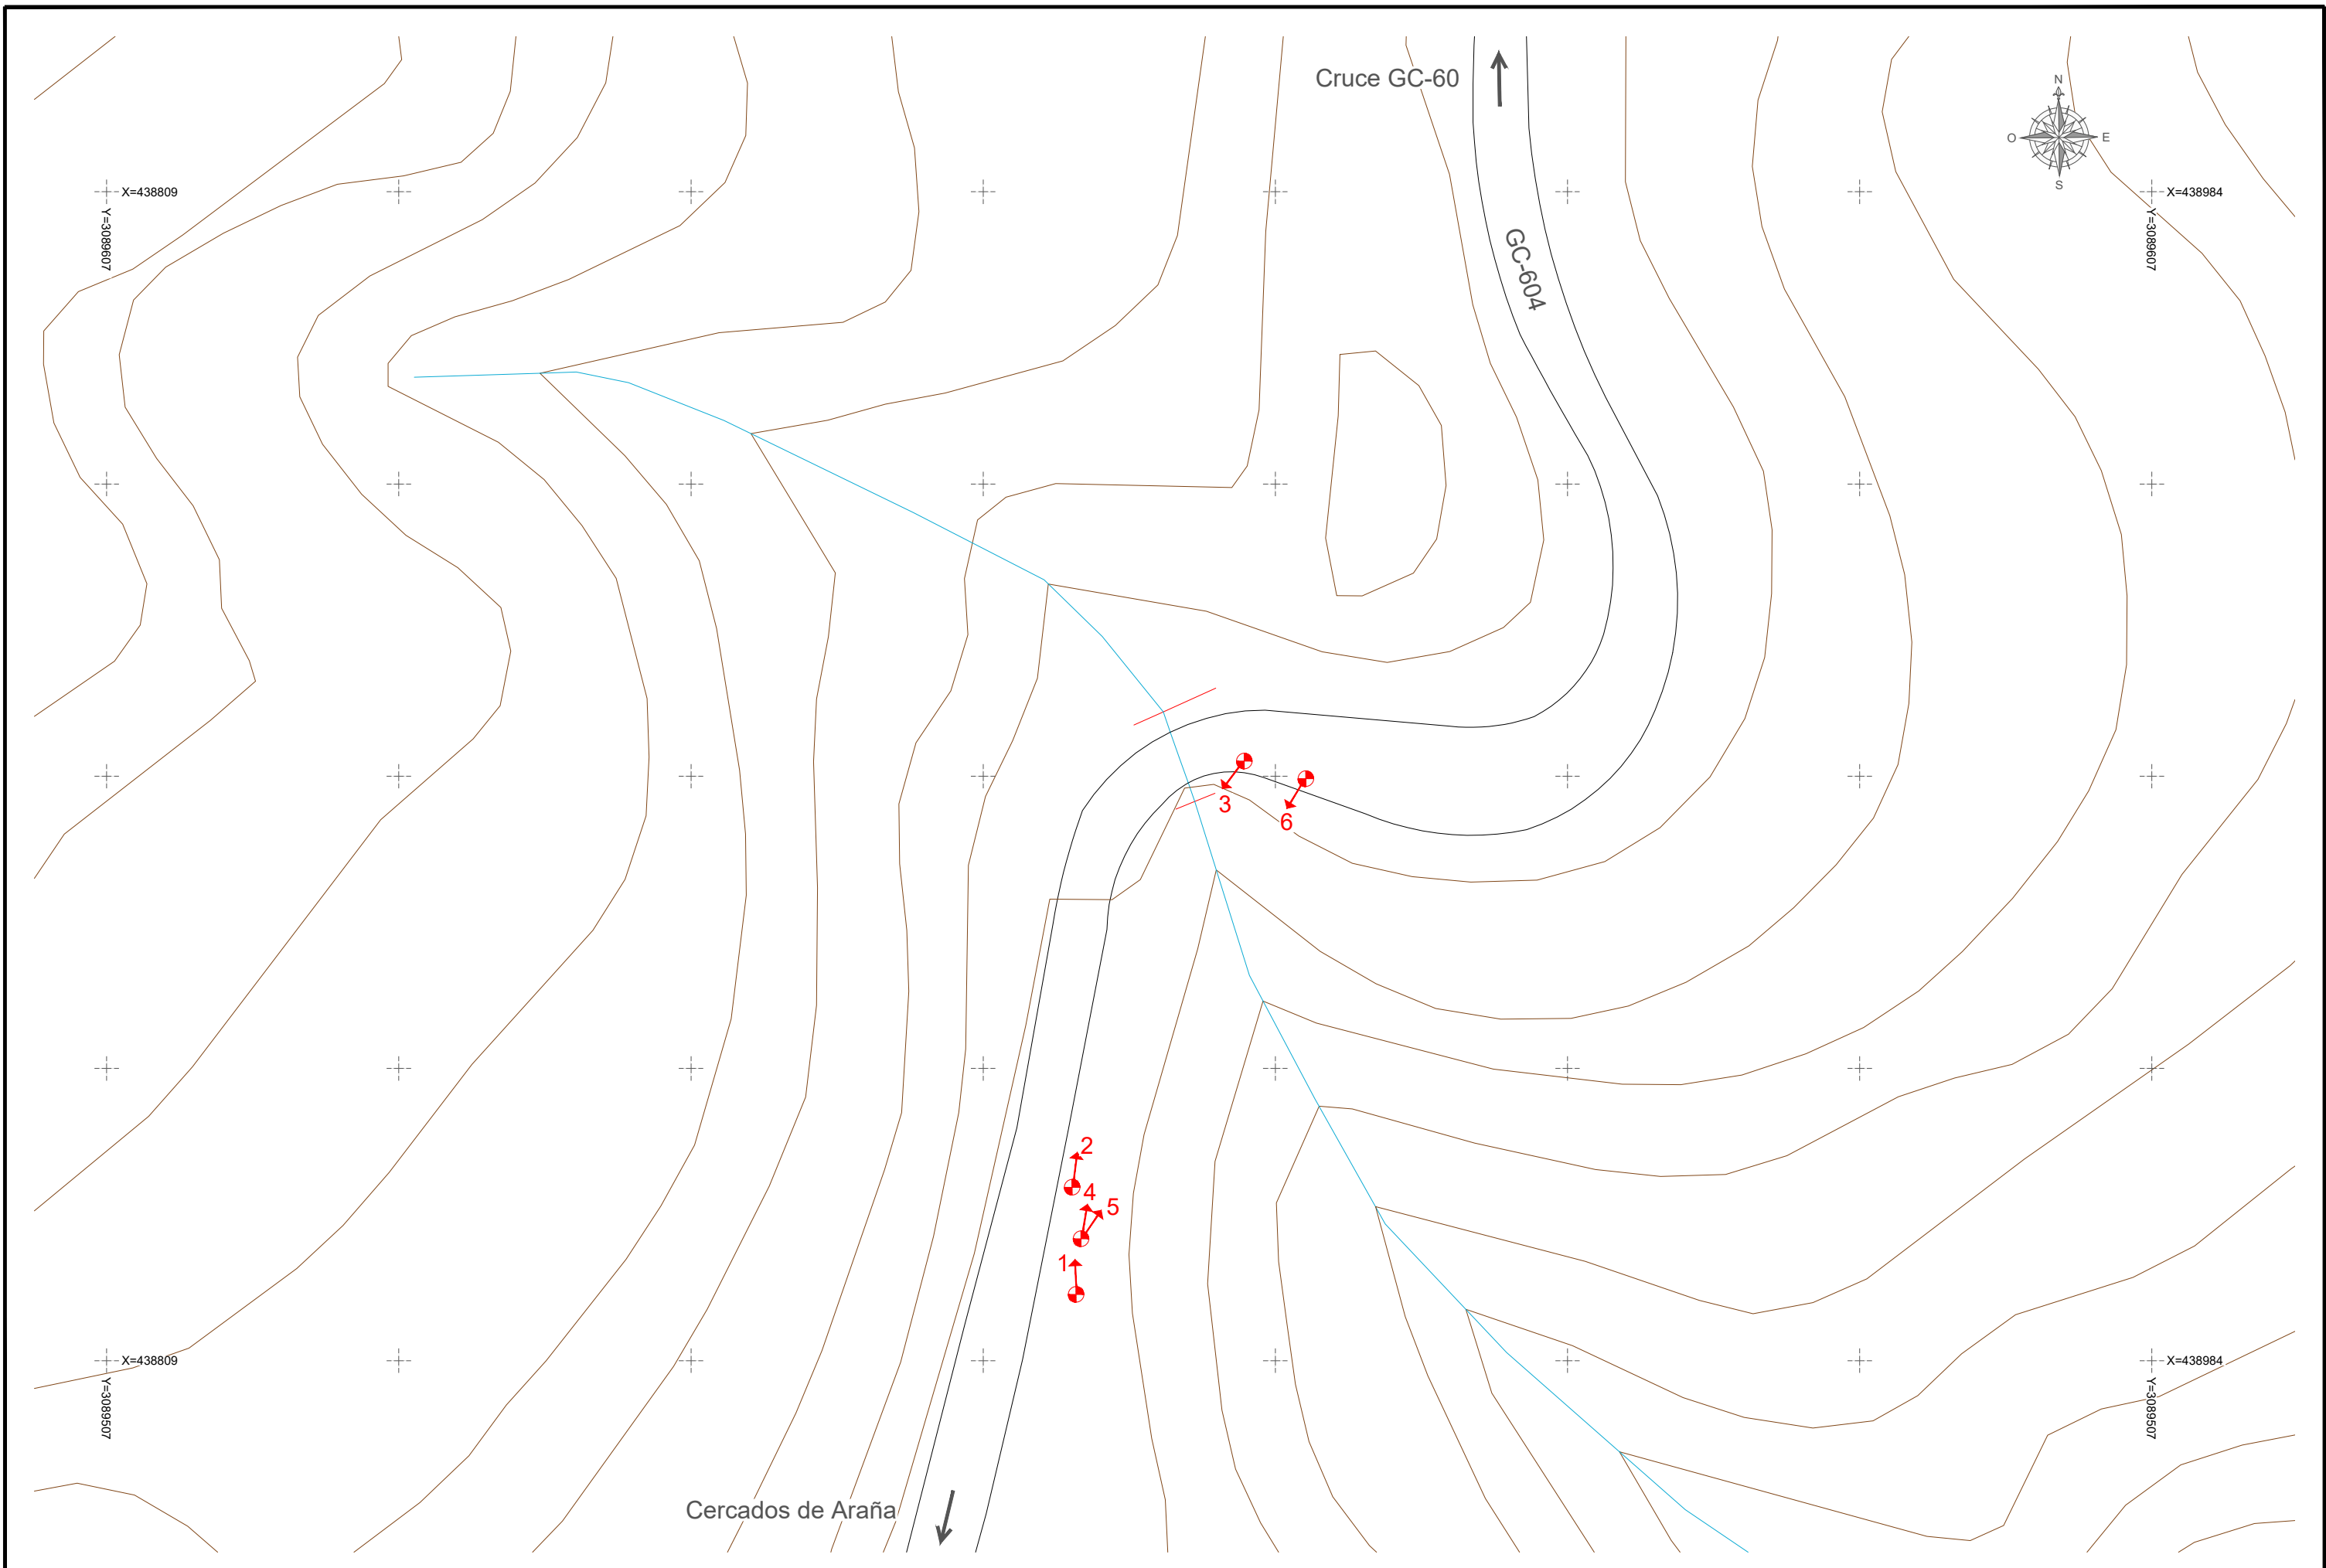 Cruce GC-60
N
O
E
S
X=438809
Y=3089607
X=438984
Y=3089607
GC-604
3
6
2
4
5
1
X=438809
Y=3089507
X=438984
Y=3089507
Cercados de Araña